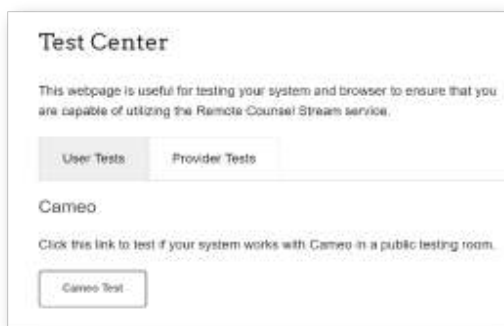 Test Center
This webpage is useful for testing your system and browser to ensure that you
are capable of utilizing the Remote Counsel Stream service.
User Tests Provider Tests
Cameo
Click this link to test if your system works with Cameo in a public testing room.
Cameo Test